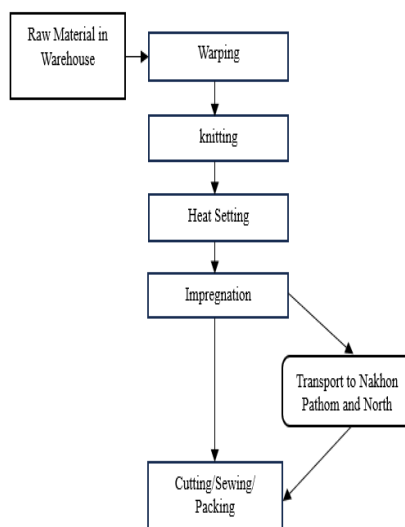 Raw Material in
Warehouse
Warping
knitting
Heat Setting
Impregnation
Transport to Nakhon
Pathom and North
Cutting/Sewing/
Packing